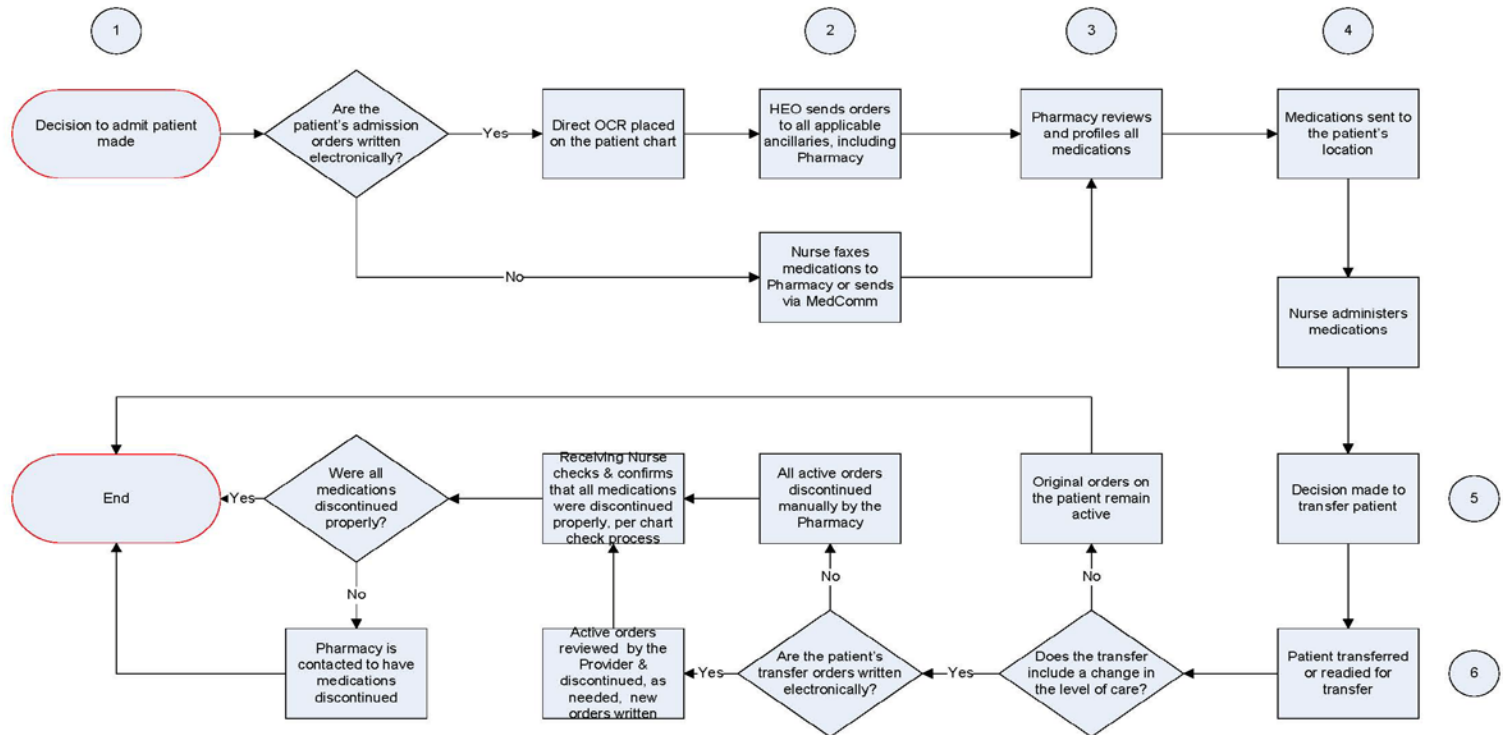 1
2
3
4
Decision to admit patient
made
Are the
patient's admission
orders written
electronically?
Yes
Direct OCR placed
on the patient chart
HEO sends orders
to all applicable
ancillaries, including
Pharmacy
Pharmacy reviews
and profiles all
medications
Medications sent to
the patient's
location
No
Nurse faxes
medications to
Pharmacy or sends
via MedComm
Nurse administers
medications
End
Yes
Were all
medications
discontinued
properly?
Receiving Nurse
checks & confirms
that all medications
were discontinued
properly, per chart
check process
All active orders
discontinued
manually by the
Pharmacy
Original orders on
the patient remain
active
Decision made to
transfer patient
5
No
No
No
Pharmacy is
contacted to have
medications
discontinued
Active orders
reviewed by the
Provider &
discontinued, as
needed, new
orders written
Yes
Are the patient's
transfer orders written
electronically?
Yes
Does the transfer
include a change in
the level of care?
Patient transferred
or readied for
transfer
6